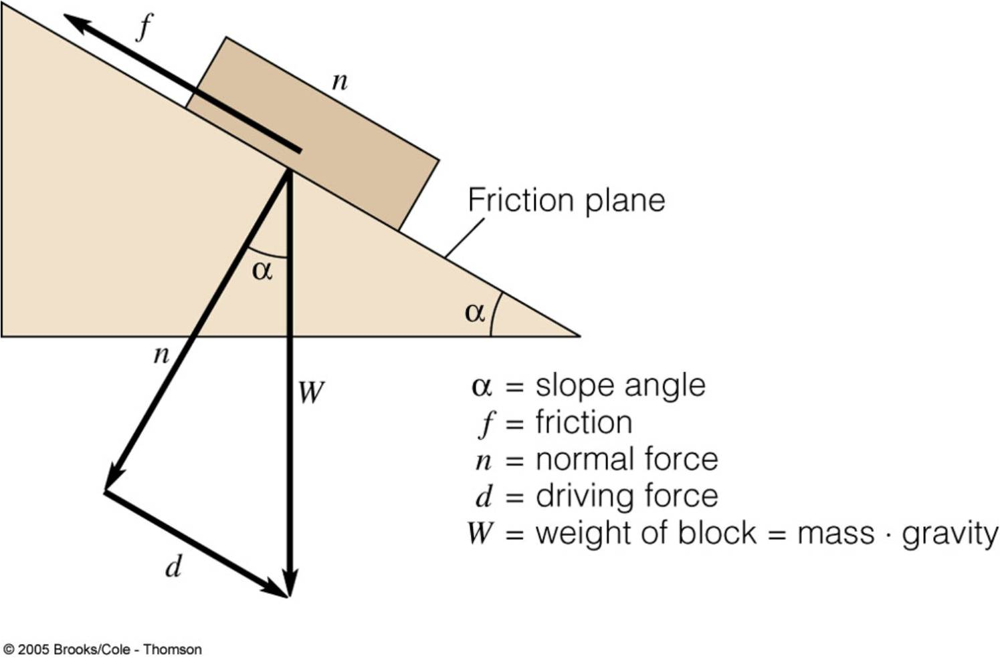 f
n
Friction plane
α
α
n
W
α = slope angle
f = friction
n = normal force
d = driving force
W = weight of block = mass · gravity
d
© 2005 Brooks/Cole - Thomson